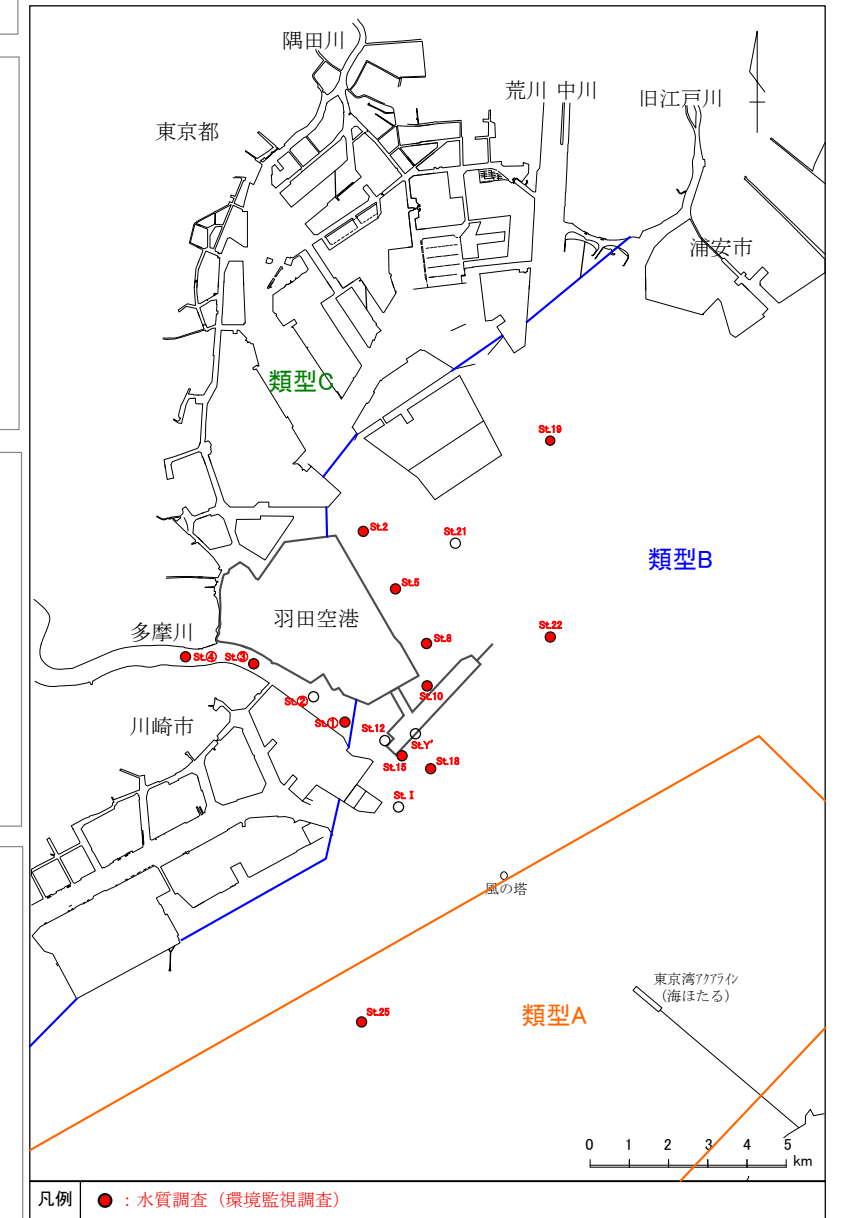 隅田川
荒川 中川
旧江戸川
東京都
浦安市
類型C
St.19
St.2
St.21
類型B
St.5
羽田空港
多摩川
St.8
St.22
St.④
St.③
St.10
St.②
川崎市
St.①
St.12
St.Y'
St.15
St.18
St.I
風の塔
東京湾アクアライン
(海ほたる)
St.25
類型A
0 1 2 3 4 5
km
凡例
●:水質調査(環境監視調査)